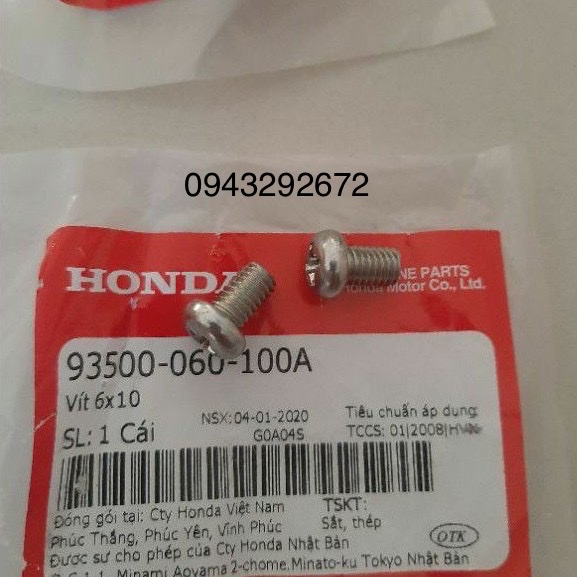 0943292672
HONDA
NE PARTS
Honda Motor Co., Ltd.
93500-060-100A
Vít 6x10
NSX: 04-01-2020
Tiêu chuẩn áp dụng:
SL: 1 Cái
G0A04S
TCCS: 01|2008|HVN
Đóng gói tại: Cty Honda Việt Nam
TSKT:
Phúc Thắng, Phúc Yên, Vĩnh Phúc
Sắt, thép
Được sự cho phép của Cty Honda Nhật Bản
OTK
Minami Aoyama 2-chome, Minato-ku Tokyo Nhật Bản